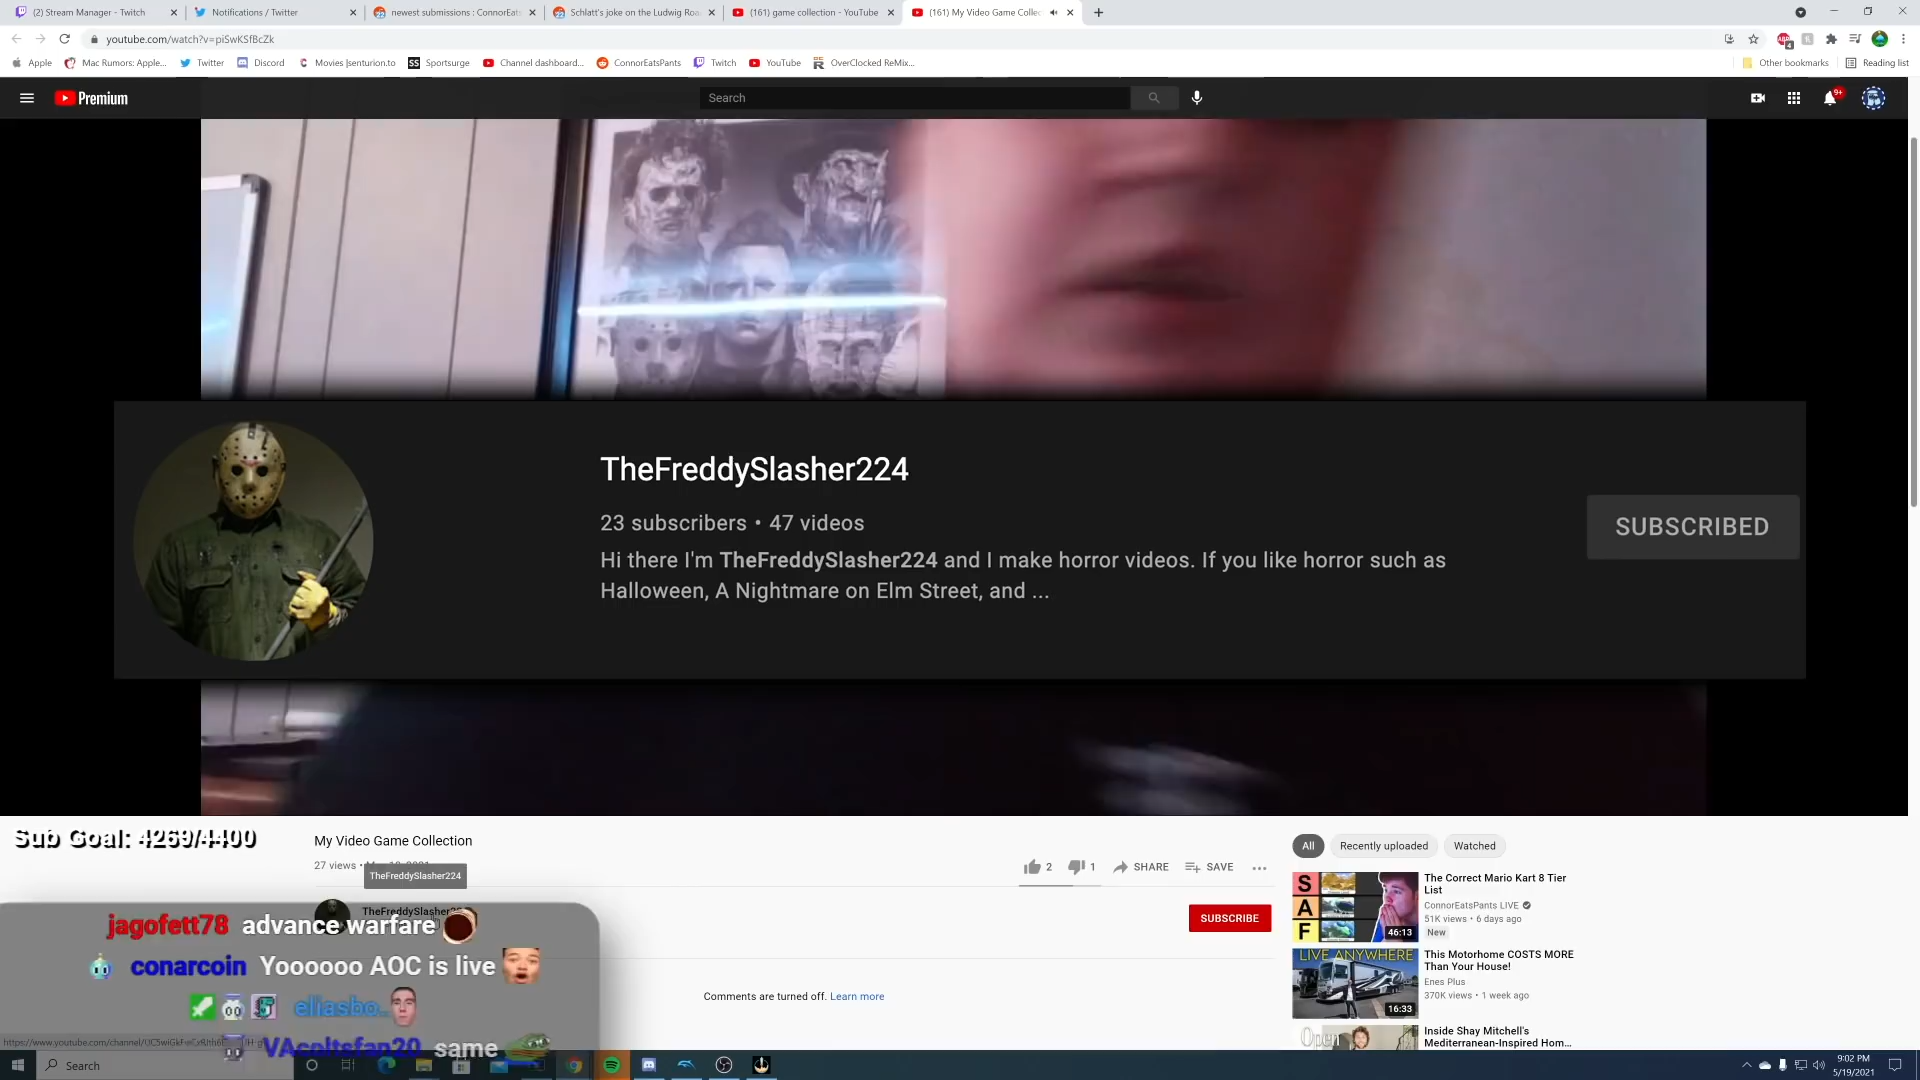 (2) Stream Manager - Twitch
Notifications / Twitter
newest submissions : ConnorEats
Schlatt's joke on the Ludwig Roa
(161) game collection - YouTube
(161) My Video Game Collec
youtube.com/watch?v=piSwKSfBcZk
Apple
Mac Rumors: Apple...
Twitter
Discord
Movies |senturion.to
Sportsurge
Channel dashboard...
ConnorEatsPants
Twitch
YouTube
OverClocked ReMix...
Other bookmarks
Reading list
Premium
Search
9+
TheFreddySlasher224
23 subscribers • 47 videos
Hi there I'm TheFreddySlasher224 and I make horror videos. If you like horror such as
Halloween, A Nightmare on Elm Street, and ...
SUBSCRIBED
Sub Goal: 4269/4400
My Video Game Collection
27 views •
TheFreddySlasher224
2
1
SHARE
SAVE
SUBSCRIBE
Comments are turned off. Learn more
jagofett78 advance warfare
conarcoin Yoooooo AOC is live
eliasbo...
VAcoltsfan20 same
All
Recently uploaded
Watched
S
A
F
46:13
The Correct Mario Kart 8 Tier
List
ConnorEatsPants LIVE
51K views • 6 days ago
New
LIVE ANYWHERE
16:33
This Motorhome COSTS MORE
Than Your House!
Enes Plus
370K views • 1 week ago
Open
Inside Shay Mitchell's
Mediterranean-Inspired Hom...
Search
9:02 PM
5/19/2021